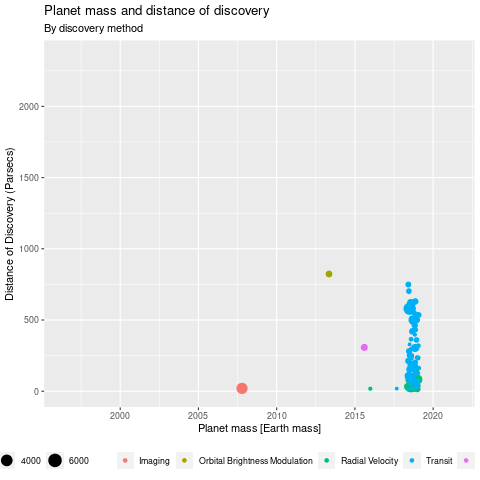 Planet mass and distance of discovery
By discovery method
Distance of Discovery (Parsecs)
2000
1500
1000
500
0
2000
2005
2010
2015
2020
Planet mass [Earth mass]
4000 6000 Imaging Orbital Brightness Modulation Radial Velocity Transit